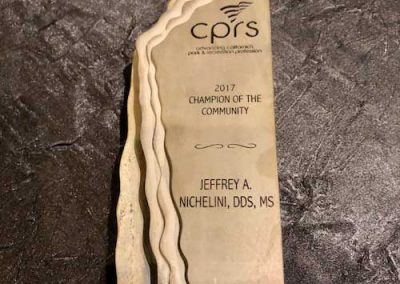 cprs
advancing california's
park & recreation profession
2017
CHAMPION OF THE
COMMUNITY
JEFFREY A.
NICHELINI, DDS, MS